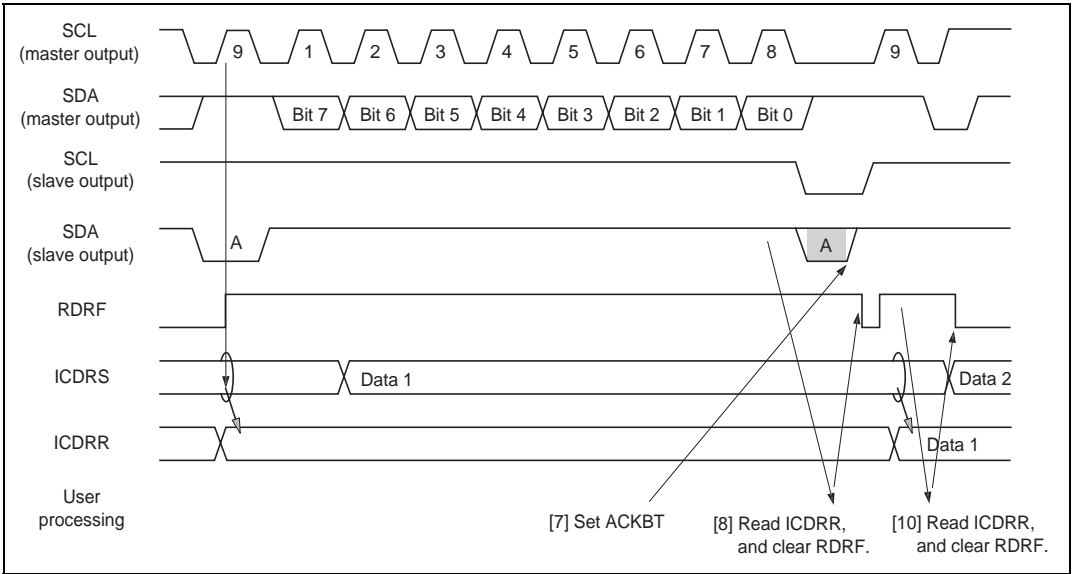 SCL
(master output)
9 1 2 3 4 5 6 7 8 9
SDA
(master output)
Bit 7 Bit 6 Bit 5 Bit 4 Bit 3 Bit 2 Bit 1 Bit 0
SCL
(slave output)
SDA
(slave output)
A A
RDRF
ICDRS
Data 1 Data 2
ICDRR
Data 1
User
processing
[7] Set ACKBT
[8] Read ICDRR,
and clear RDRF.
[10] Read ICDRR,
and clear RDRF.